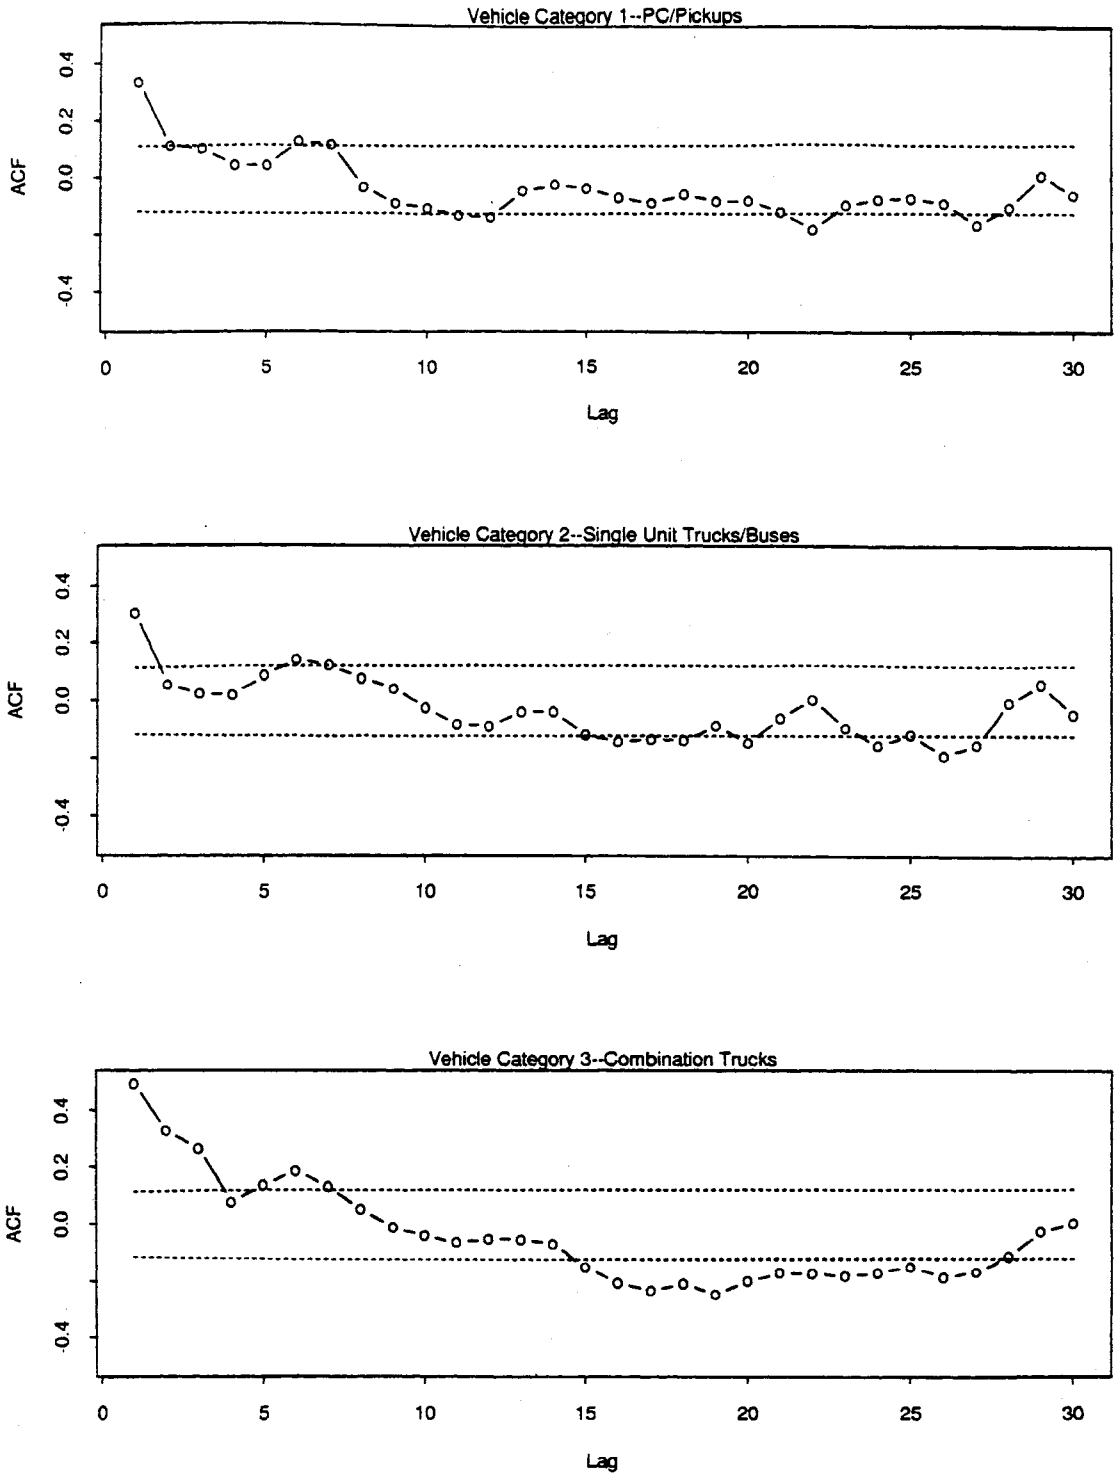 Vehicle Category 1--PC/Pickups
0.4
0.2
0.0
-0.4
ACF
0 5 10 15 20 25 30
Lag
Vehicle Category 2--Single Unit Trucks/Buses
0.4
0.2
0.0
-0.4
ACF
0 5 10 15 20 25 30
Lag
Vehicle Category 3--Combination Trucks
0.4
0.2
0.0
-0.4
ACF
0 5 10 15 20 25 30
Lag